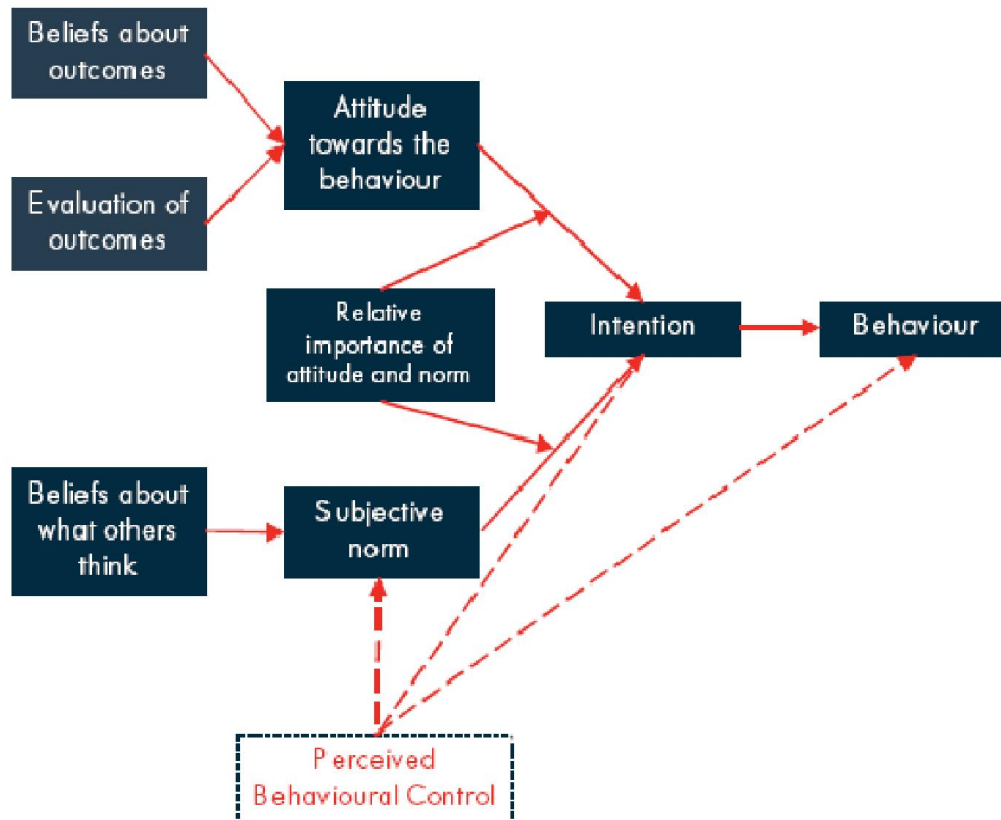 Beliefs about
outcomes
Attitude
towards the
behaviour
Evaluation of
outcomes
Relative
importance of
attitude and norm
Intention
Behaviour
Beliefs about
what others
think
Subjective
norm
Perceived
Behavioural Control